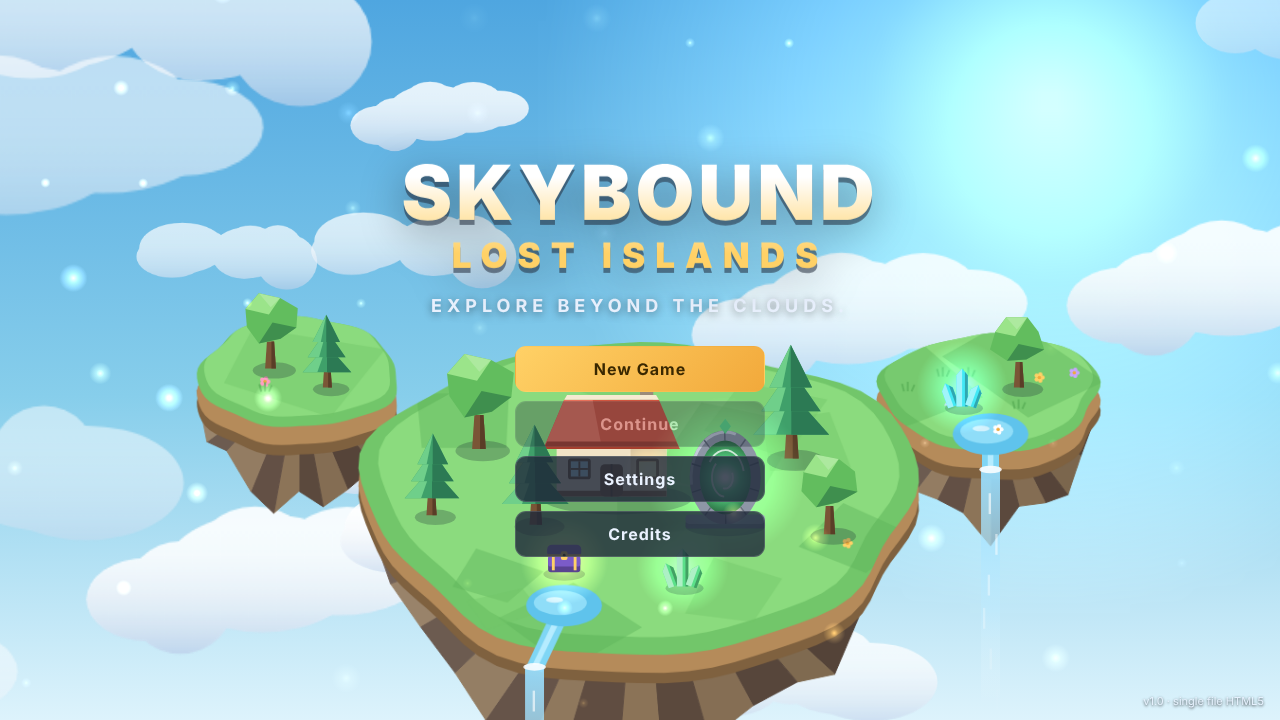 SKYBOUND
LOST ISLANDS
EXPLORE BEYOND THE CLOUDS
New Game
Continue
Settings
Credits
v1.0 · single file HTML5